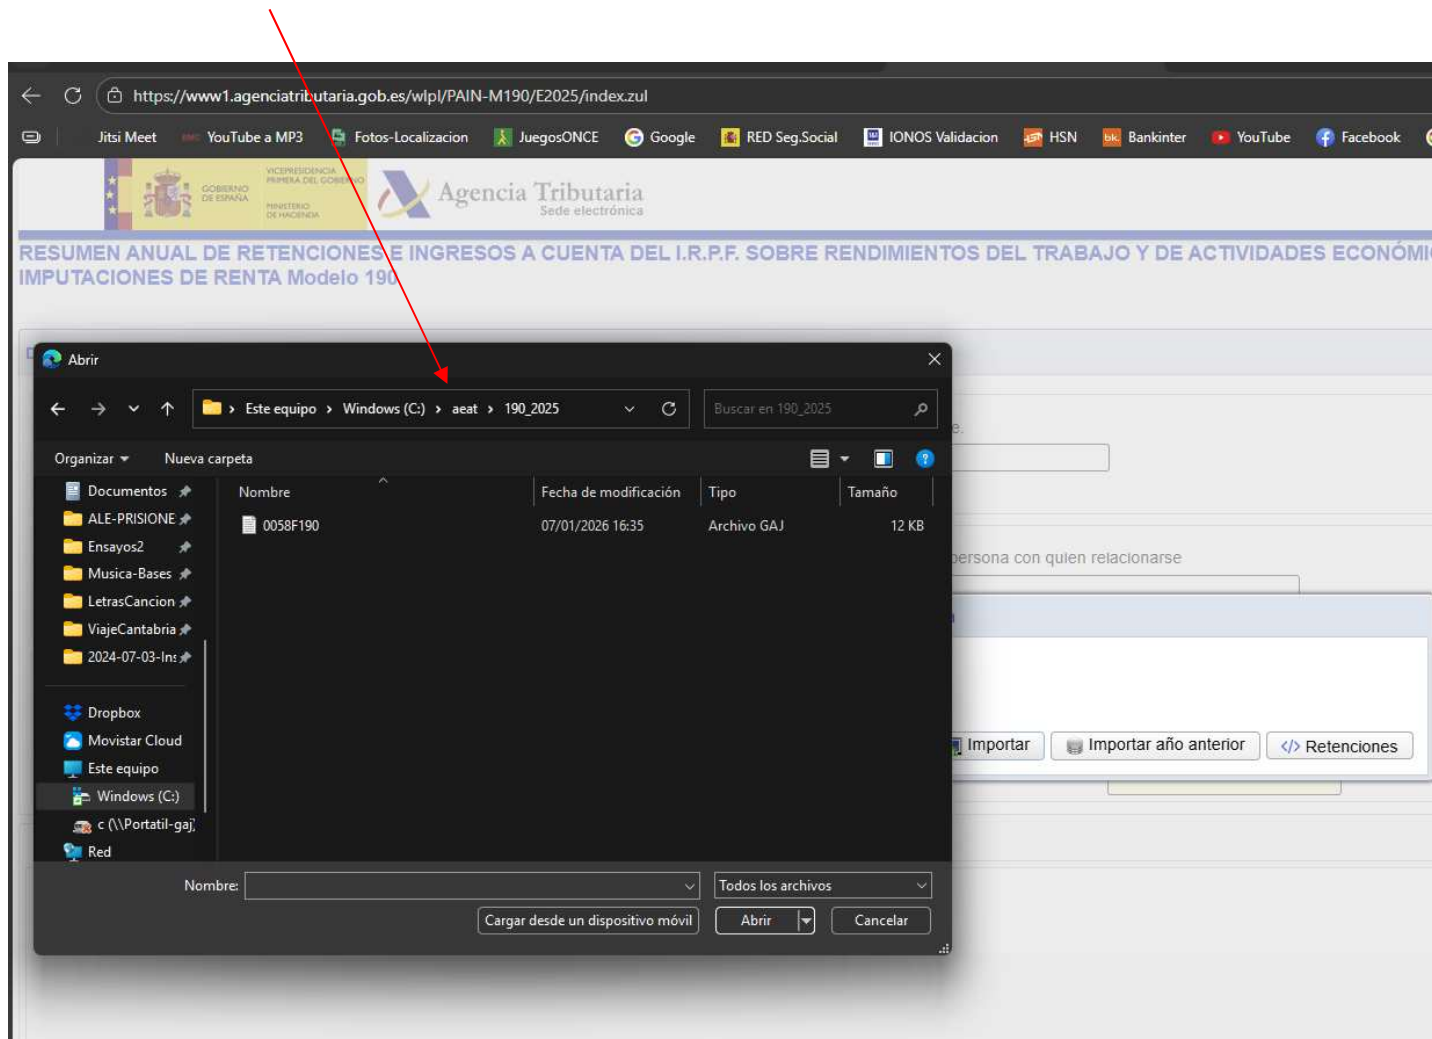 https://www1.agenciatributaria.gob.es/wlpl/PAIN-M190/E2025/index.zul
Jitsi Meet YouTube a MP3 Fotos-Localizacion JuegosONCE Google RED Seg.Social IONOS Validacion HSN bk. Bankinter YouTube Facebook
GOBIERNO DE ESPAÑA
VICEPRESIDENCIA PRIMERA DEL GOBIERNO
MINISTERIO DE HACIENDA
Agencia Tributaria
Sede electrónica
RESUMEN ANUAL DE RETENCIONES E INGRESOS A CUENTA DEL I.R.P.F. SOBRE RENDIMIENTOS DEL TRABAJO Y DE ACTIVIDADES ECONÓMI
IMPUTACIONES DE RENTA Modelo 190
Abrir
Este equipo > Windows (C:) > aeat > 190_2025
Buscar en 190_2025
e.
Organizar Nueva carpeta
Documentos
ALE-PRISIONE
Ensayos2
Musica-Bases
LetrasCancion
ViajeCantabria
2024-07-03-Ins
Dropbox
Movistar Cloud
Este equipo
Windows (C:)
c (\\Portatil-gaj)
Red
Nombre Fecha de modificación Tipo Tamaño
0058F190 07/01/2026 16:35 Archivo GAJ 12 KB
persona con quien relacionarse
Importar Importar año anterior </> Retenciones
Nombre: Todos los archivos
Cargar desde un dispositivo móvil Abrir Cancelar